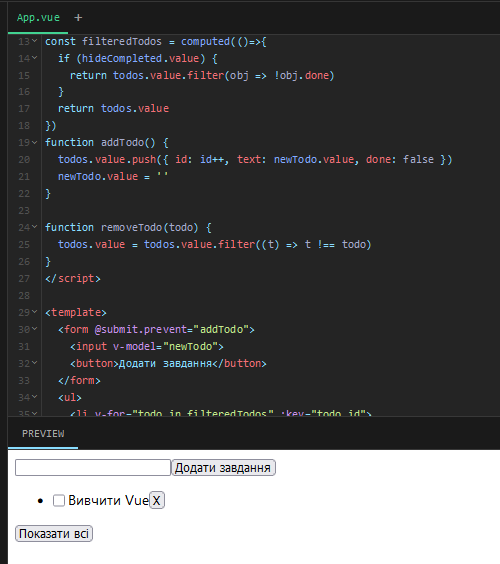 App.vue +
13 const filteredTodos = computed(()=>{
14 if (hideCompleted.value) {
15 return todos.value.filter(obj => !obj.done)
16 }
17 return todos.value
18 })
19 function addTodo() {
20 todos.value.push({ id: id++, text: newTodo.value, done: false })
21 newTodo.value = ''
22 }
23
24 function removeTodo(todo) {
25 todos.value = todos.value.filter((t) => t !== todo)
26 }
27 </script>
28
29 <template>
30 <form @submit.prevent="addTodo">
31 <input v-model="newTodo">
32 <button>Додати завдання</button>
33 </form>
34 <ul>
35 <li v-for="todo in filteredTodos" :key="todo.id">
PREVIEW
Додати завдання
Вивчити Vue X
Показати всі